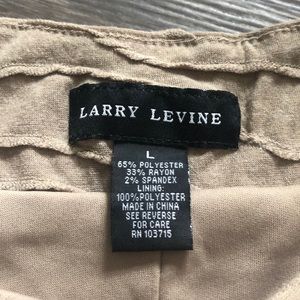 LARRY LEVINE
L
65% POLYESTER
33% RAYON
2% SPANDEX
LINING:
100%POLYESTER
MADE IN CHINA
SEE REVERSE
FOR CARE
RN 103715